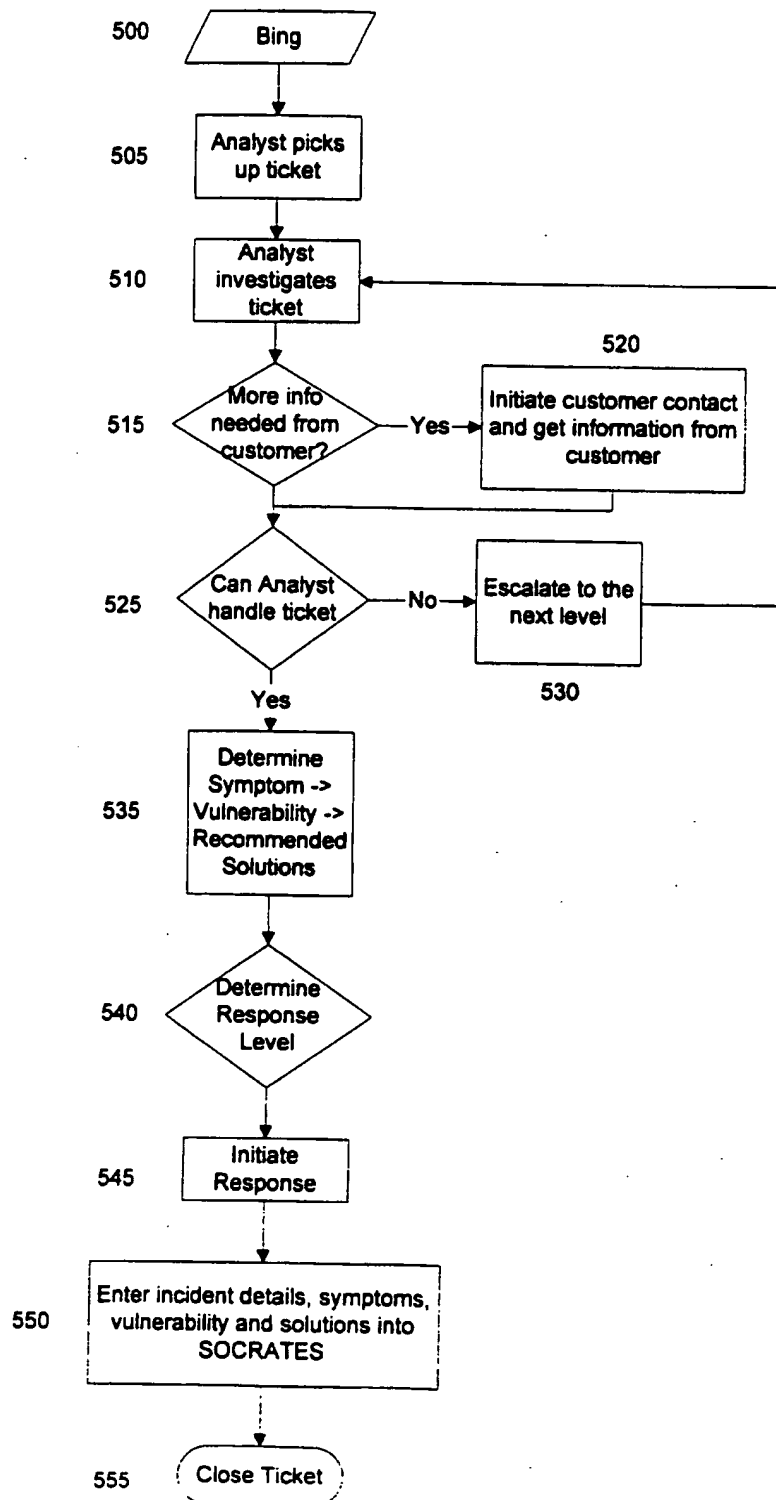 500
Bing
505
Analyst picks
up ticket
510
Analyst
investigates
ticket
515
More info
needed from
customer?
Yes
520
Initiate customer contact
and get information from
customer
525
Can Analyst
handle ticket
No
Escalate to the
next level
530
Yes
535
Determine
Symptom ->
Vulnerability ->
Recommended
Solutions
540
Determine
Response
Level
545
Initiate
Response
550
Enter incident details, symptoms,
vulnerability and solutions into
SOCRATES
555
Close Ticket